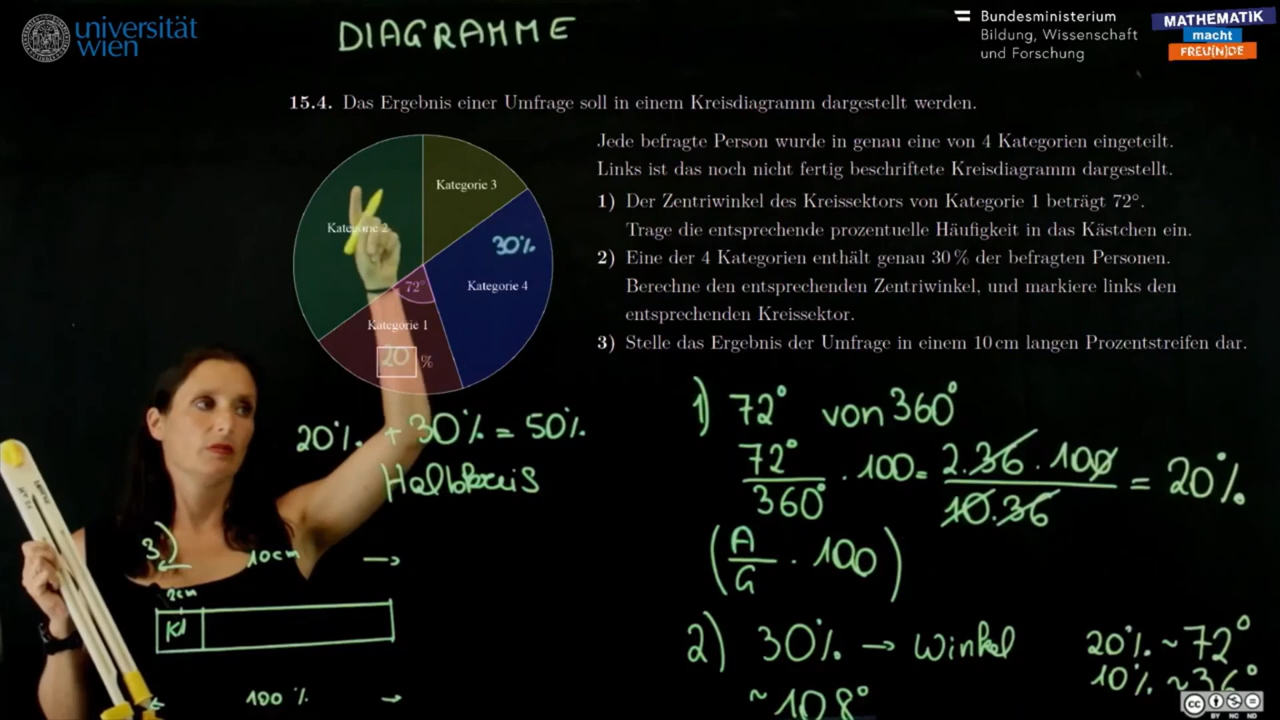 universität
wien
DIAGRAMME
Bundesministerium
Bildung, Wissenschaft
und Forschung
MATHEMATIK
macht
FREU(N)DE
15.4. Das Ergebnis einer Umfrage soll in einem Kreisdiagramm dargestellt werden.
Jede befragte Person wurde in genau eine von 4 Kategorien eingeteilt.
Links ist das noch nicht fertig beschriftete Kreisdiagramm dargestellt.
1) Der Zentriwinkel des Kreissektors von Kategorie 1 beträgt 72°.
Trage die entsprechende prozentuelle Häufigkeit in das Kästchen ein.
2) Eine der 4 Kategorien enthält genau 30 % der befragten Personen.
Berechne den entsprechenden Zentriwinkel, und markiere links den
entsprechenden Kreissektor.
3) Stelle das Ergebnis der Umfrage in einem 10 cm langen Prozentstreifen dar.
Kategorie 3
Kategorie 2
30%
Kategorie 4
72°
Kategorie 1
20 %
20% + 30% = 50%
Halbkreis
3)
10cm
2cm
K1
100 %
1) 72° von 360°
72°/360° · 100 = 2·36·100/10·36 = 20%
(A/G · 100)
2) 30% → Winkel
~108°
20% ~ 72°
10% ~ 36°
cc
BY NC ND